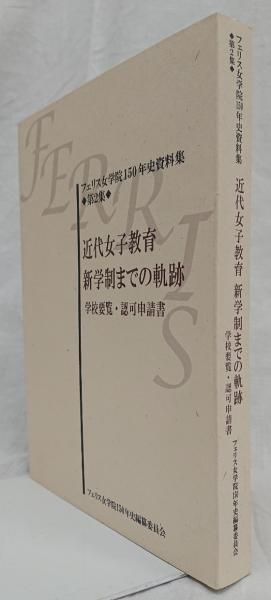 FERRIS
フェリス女学院150年史資料集
◆第2集◆
近代女子教育
新学制までの軌跡
学校要覧・認可申請書
フェリス女学院150年史編纂委員会
フェリス女学院150年史資料集
◆第2集◆
近代女子教育 新学制までの軌跡
学校要覧・認可申請書
フェリス女学院150年史編纂委員会